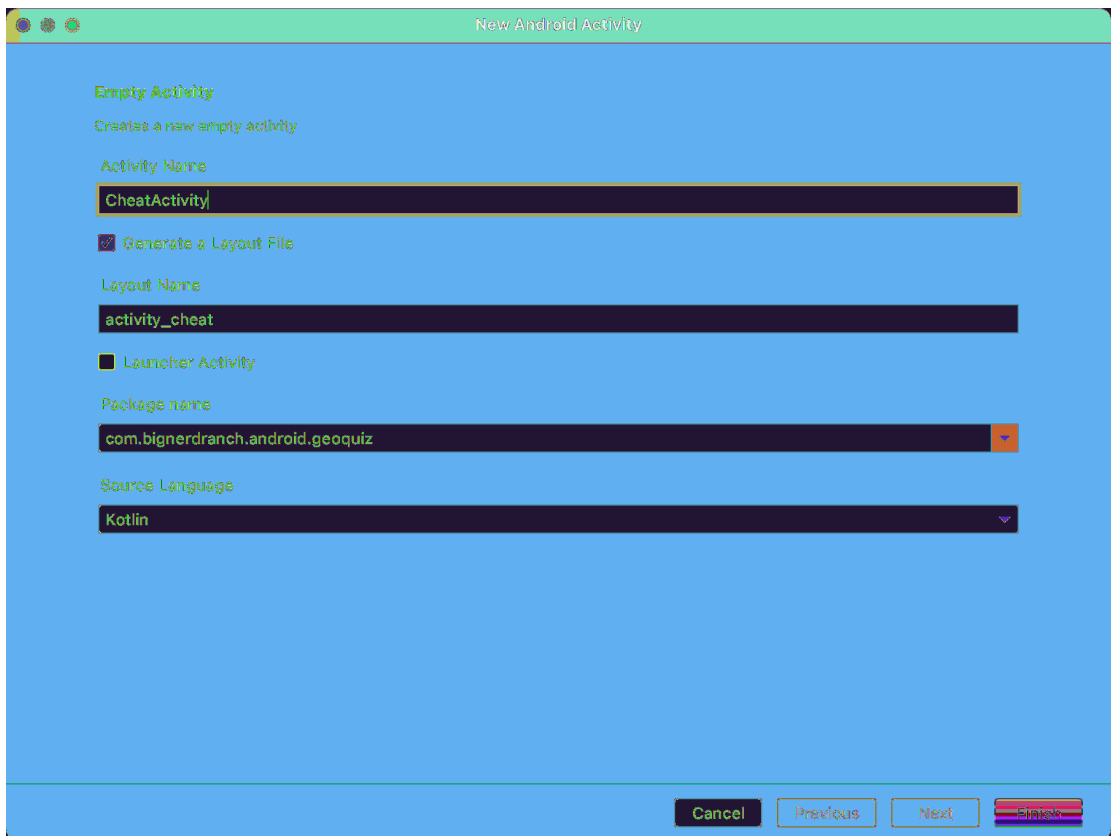 New Android Activity
Empty Activity
Creates a new empty activity
Activity Name
CheatActivity
Generate a Layout File
Layout Name
activity_cheat
Launcher Activity
Package name
com.bignerdranch.android.geoquiz
Source Language
Kotlin
Cancel Previous Next Finish